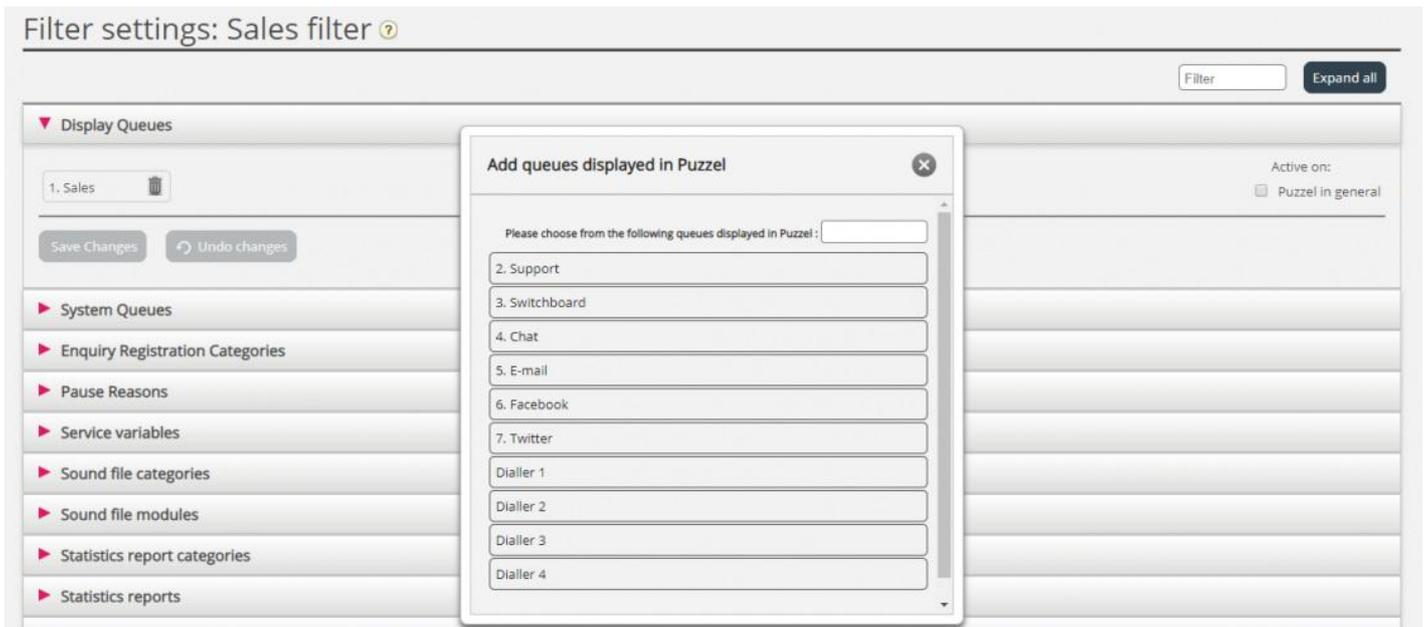 Filter settings: Sales filter ?
Filter
Expand all
Display Queues
1. Sales
Active on:
Puzzel in general
Save Changes
Undo changes
System Queues
Enquiry Registration Categories
Pause Reasons
Service variables
Sound file categories
Sound file modules
Statistics report categories
Statistics reports
Add queues displayed in Puzzel
Please choose from the following queues displayed in Puzzel :
2. Support
3. Switchboard
4. Chat
5. E-mail
6. Facebook
7. Twitter
Dialler 1
Dialler 2
Dialler 3
Dialler 4